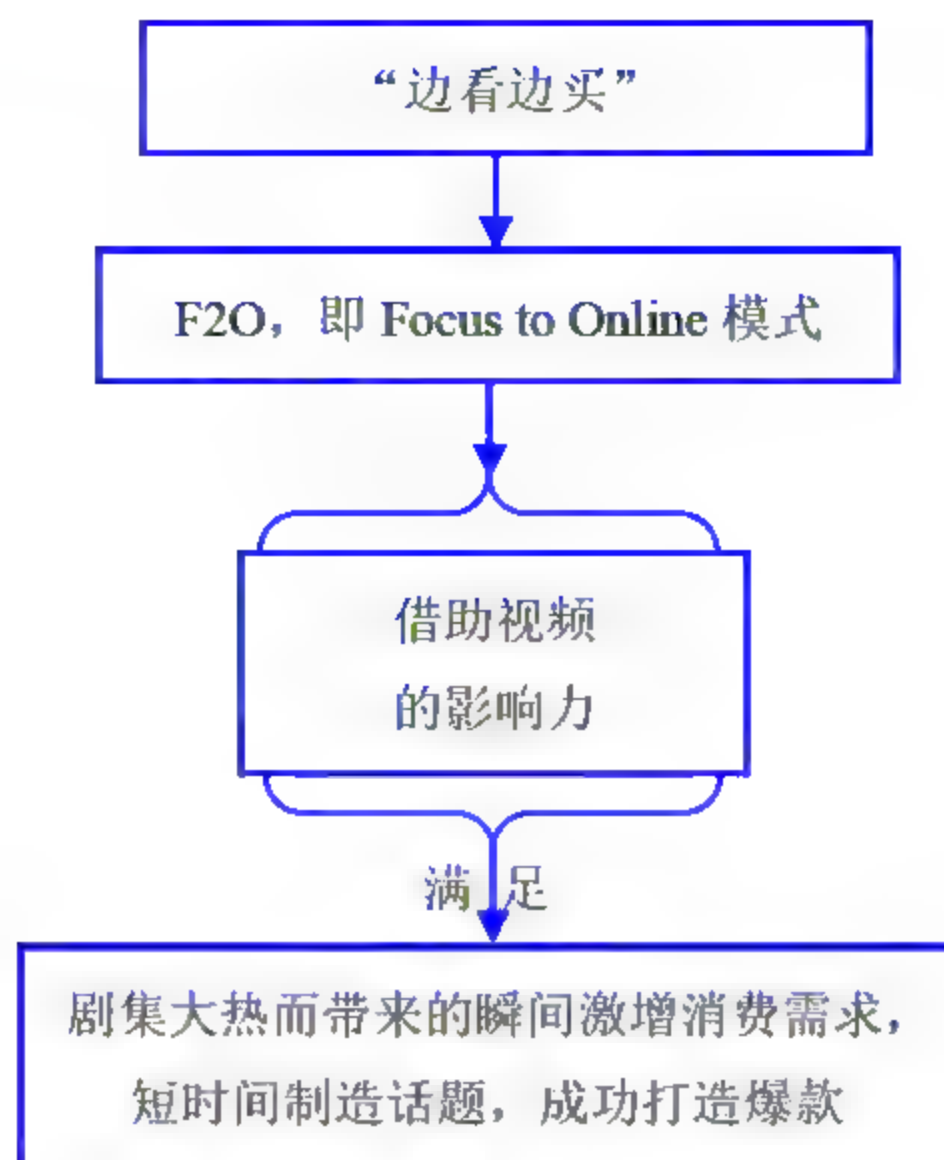 “边看边买”
F2O，即 Focus to Online 模式
借助视频
的影响力
满 足
剧集大热而带来的瞬间激增消费需求，
短时间制造话题，成功打造爆款